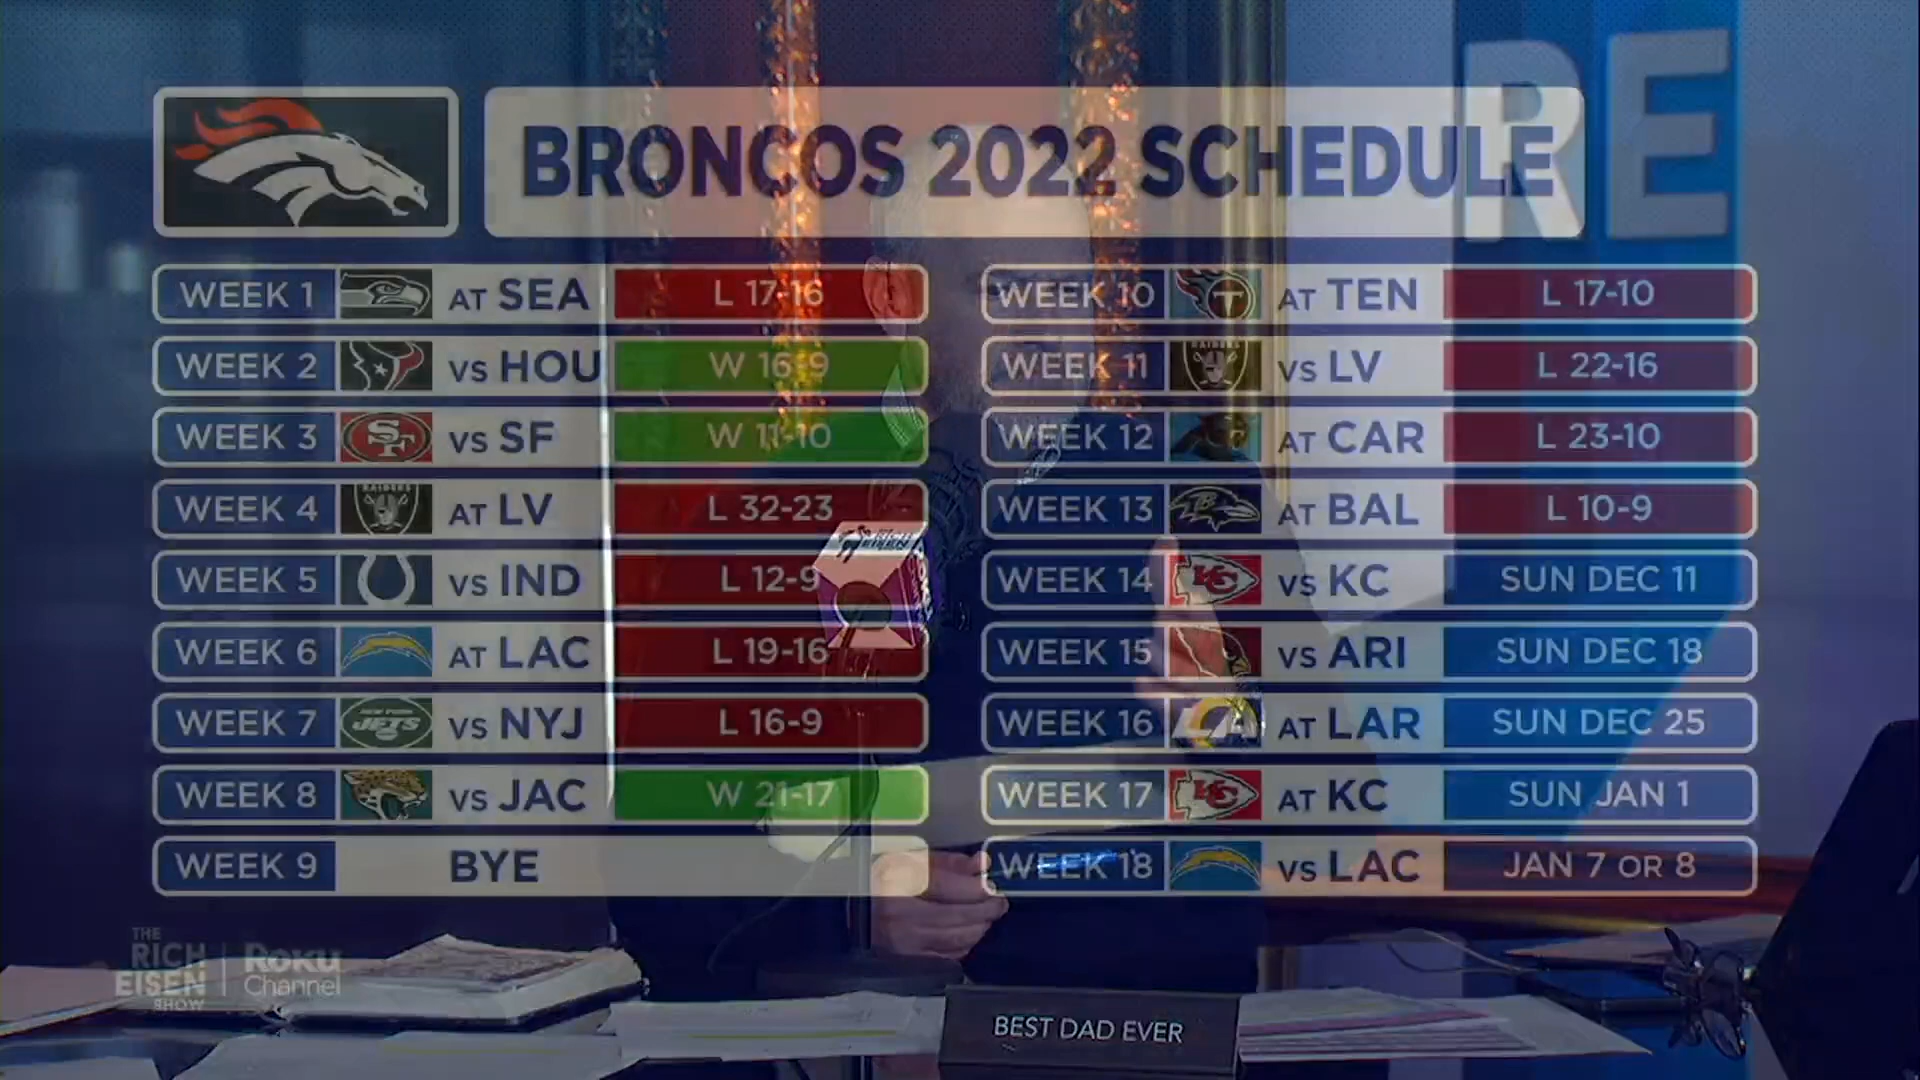 RE
BRONCOS 2022 SCHEDULE
WEEK 1 AT SEA L 17-16
WEEK 2 VS HOU W 16-9
WEEK 3 VS SF W 11-10
WEEK 4 RAIDERS AT LV L 32-23
WEEK 5 VS IND L 12-9
WEEK 6 AT LAC L 19-16
WEEK 7 JETS VS NYJ L 16-9
WEEK 8 VS JAC W 21-17
WEEK 9 BYE
WEEK 10 T AT TEN L 17-10
WEEK 11 RAIDERS VS LV L 22-16
WEEK 12 AT CAR L 23-10
WEEK 13 AT BAL L 10-9
WEEK 14 KC VS KC SUN DEC 11
WEEK 15 VS ARI SUN DEC 18
WEEK 16 AT LAR SUN DEC 25
WEEK 17 KC AT KC SUN JAN 1
WEEK 18 VS LAC JAN 7 OR 8
THE
RICH
EISEN
SHOW
Roku
Channel
BEST DAD EVER